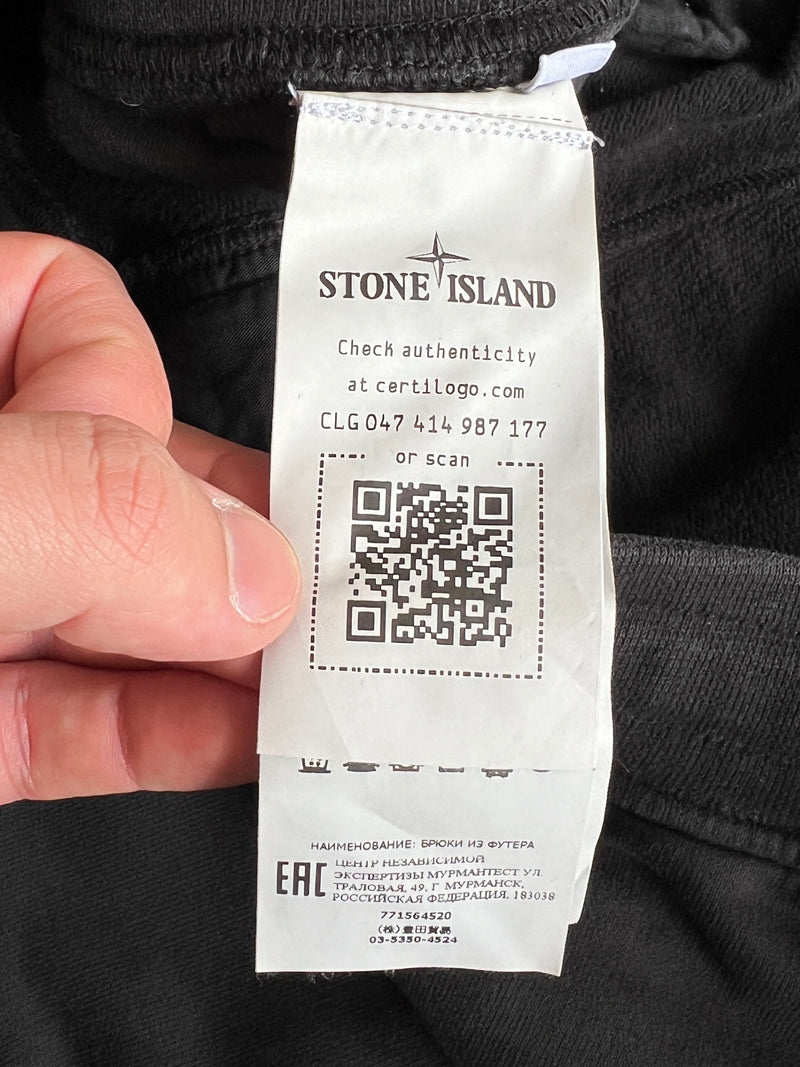 STONE ISLAND
Check authenticity
at certilogo.com
CLG 047 414 987 177
or scan
НАИМЕНОВАНИЕ: БРЮКИ ИЗ ФУТЕРА
EAC
ЦЕНТР НЕЗАВИСИМОЙ
ЭКСПЕРТИЗЫ МУРМАНТЕСТ УЛ.
ТРАЛОВАЯ, 49, Г. МУРМАНСК,
РОССИЙСКАЯ ФЕДЕРАЦИЯ, 183038
771564520
(株)豊田貿易
03-5350-4524